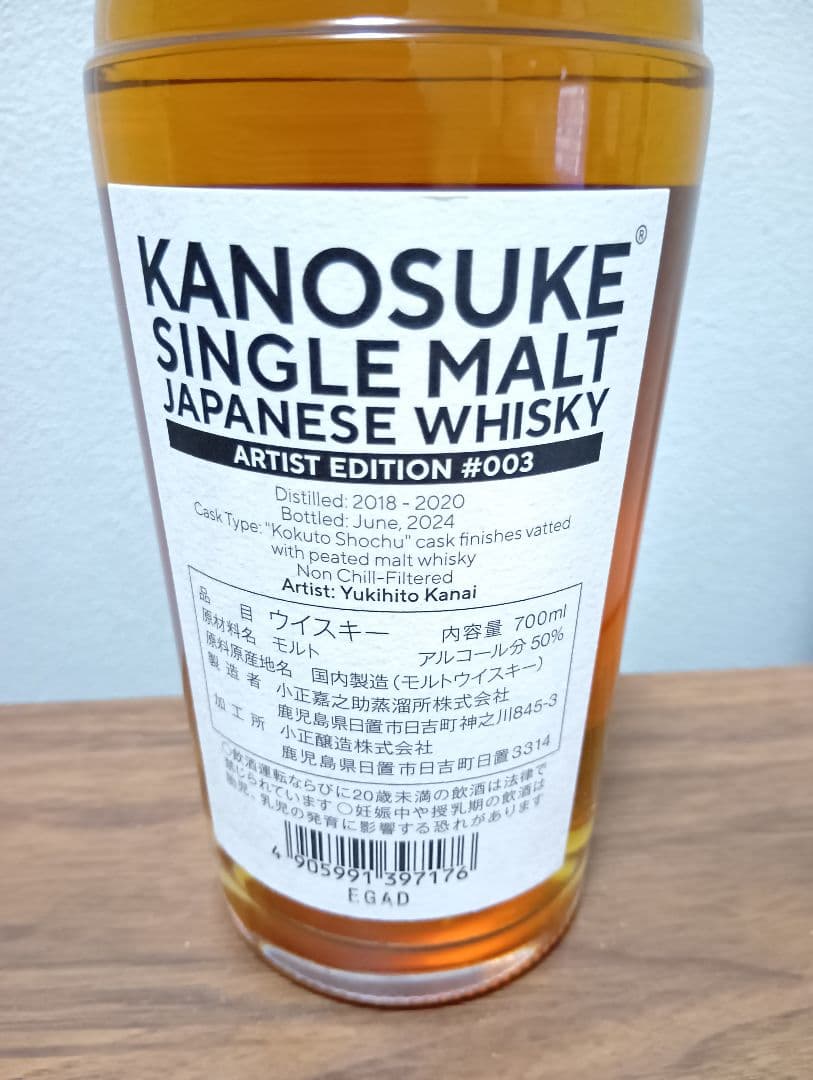 KANOSUKE®
SINGLE MALT
JAPANESE WHISKY
ARTIST EDITION #003
Distilled: 2018 - 2020
Bottled: June, 2024
Cask Type: "Kokuto Shochu" cask finishes vatted
with peated malt whisky
Non Chill-Filtered
Artist: Yukihito Kanai
品目 ウイスキー 内容量 700ml
原材料名 モルト アルコール分 50%
原料原産地名 国内製造(モルトウイスキー)
製造者 小正嘉之助蒸溜所株式会社
鹿児島県日置市日吉町神之川845-3
加工所 小正醸造株式会社
鹿児島県日置市日吉町日置3314
○飲酒運転ならびに20歳未満の飲酒は法律で
禁じられています ○妊娠中や授乳期の飲酒は
胎児・乳児の発育に影響する恐れがあります
4 905991 397176
EGAD